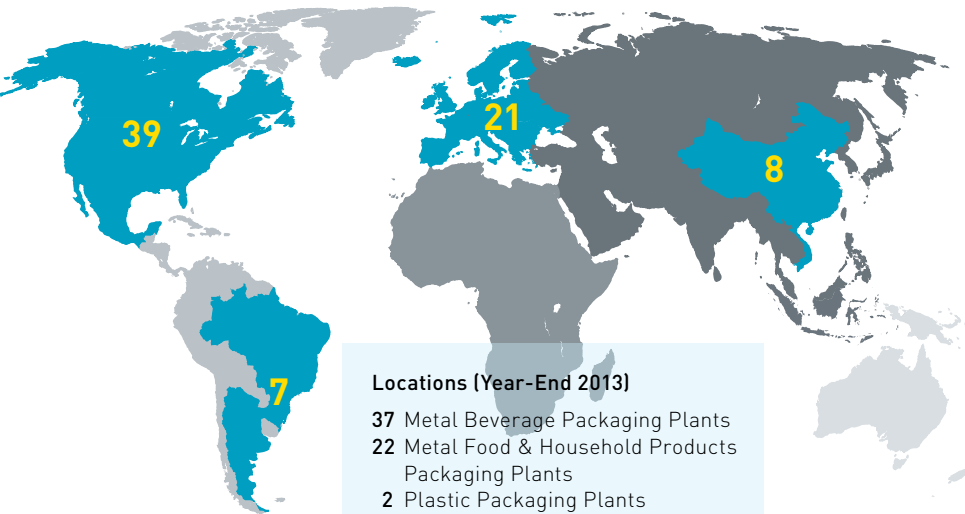 39
21
8
7
Locations (Year-End 2013)
37 Metal Beverage Packaging Plants
22 Metal Food & Household Products
Packaging Plants
2 Plastic Packaging Plants